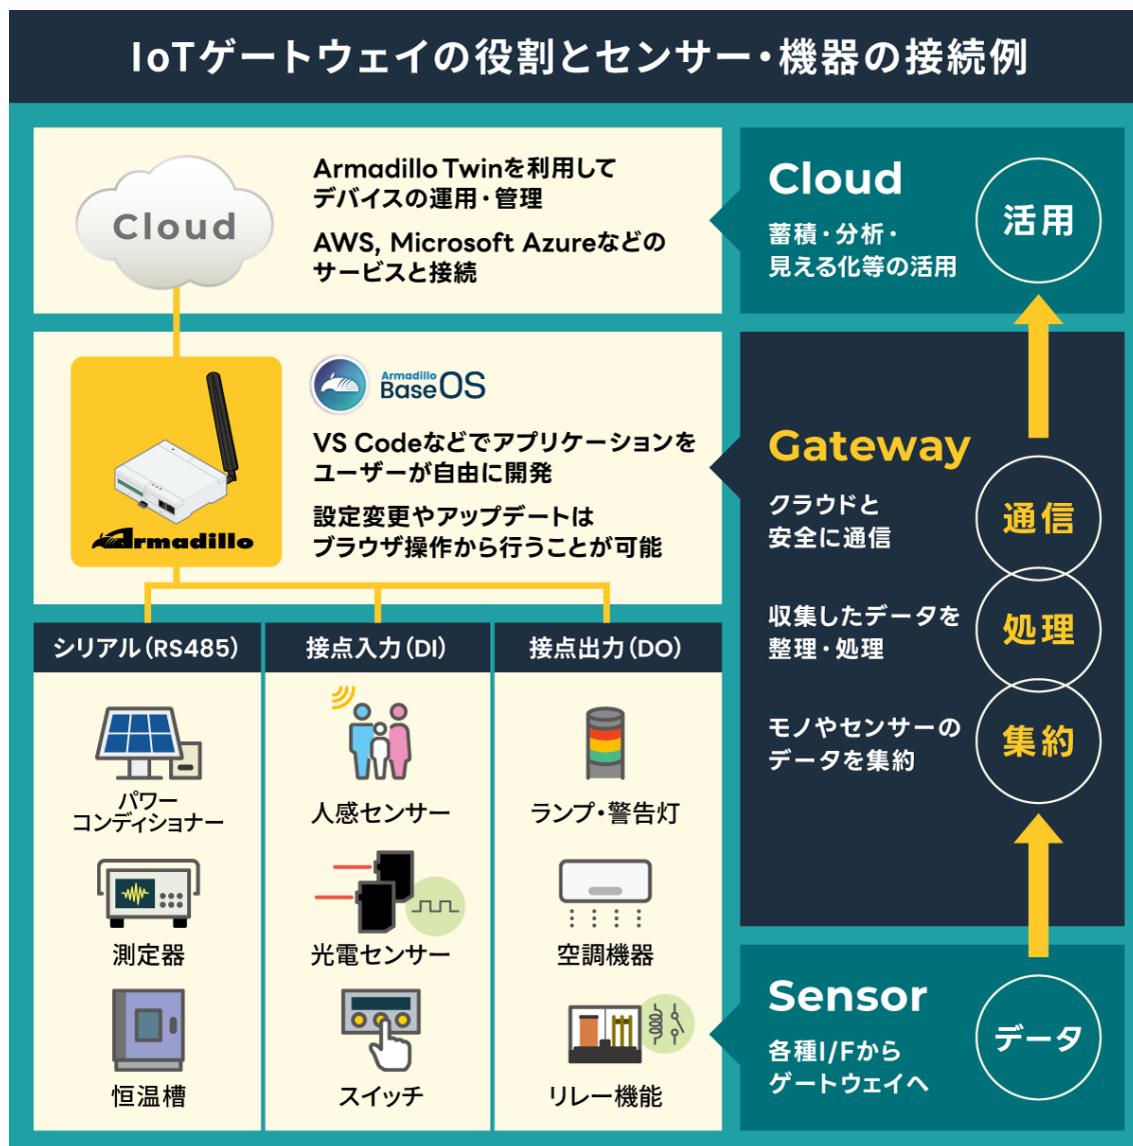 IoTゲートウェイの役割とセンサー・機器の接続例
Cloud
Armadillo Twinを利用して
デバイスの運用・管理
AWS, Microsoft Azureなどの
サービスと接続
Cloud
蓄積・分析・
見える化等の活用
活用
Armadillo
Armadillo
Base OS
VS Codeなどでアプリケーションを
ユーザーが自由に開発
設定変更やアップデートは
ブラウザ操作から行うことが可能
Gateway
クラウドと
安全に通信
通信
収集したデータを
整理・処理
処理
モノやセンサーの
データを集約
集約
シリアル(RS485)
パワー
コンディショナー
測定器
恒温槽
接点入力(DI)
人感センサー
光電センサー
スイッチ
接点出力(DO)
ランプ・警告灯
空調機器
リレー機能
Sensor
各種I/Fから
ゲートウェイへ
データ